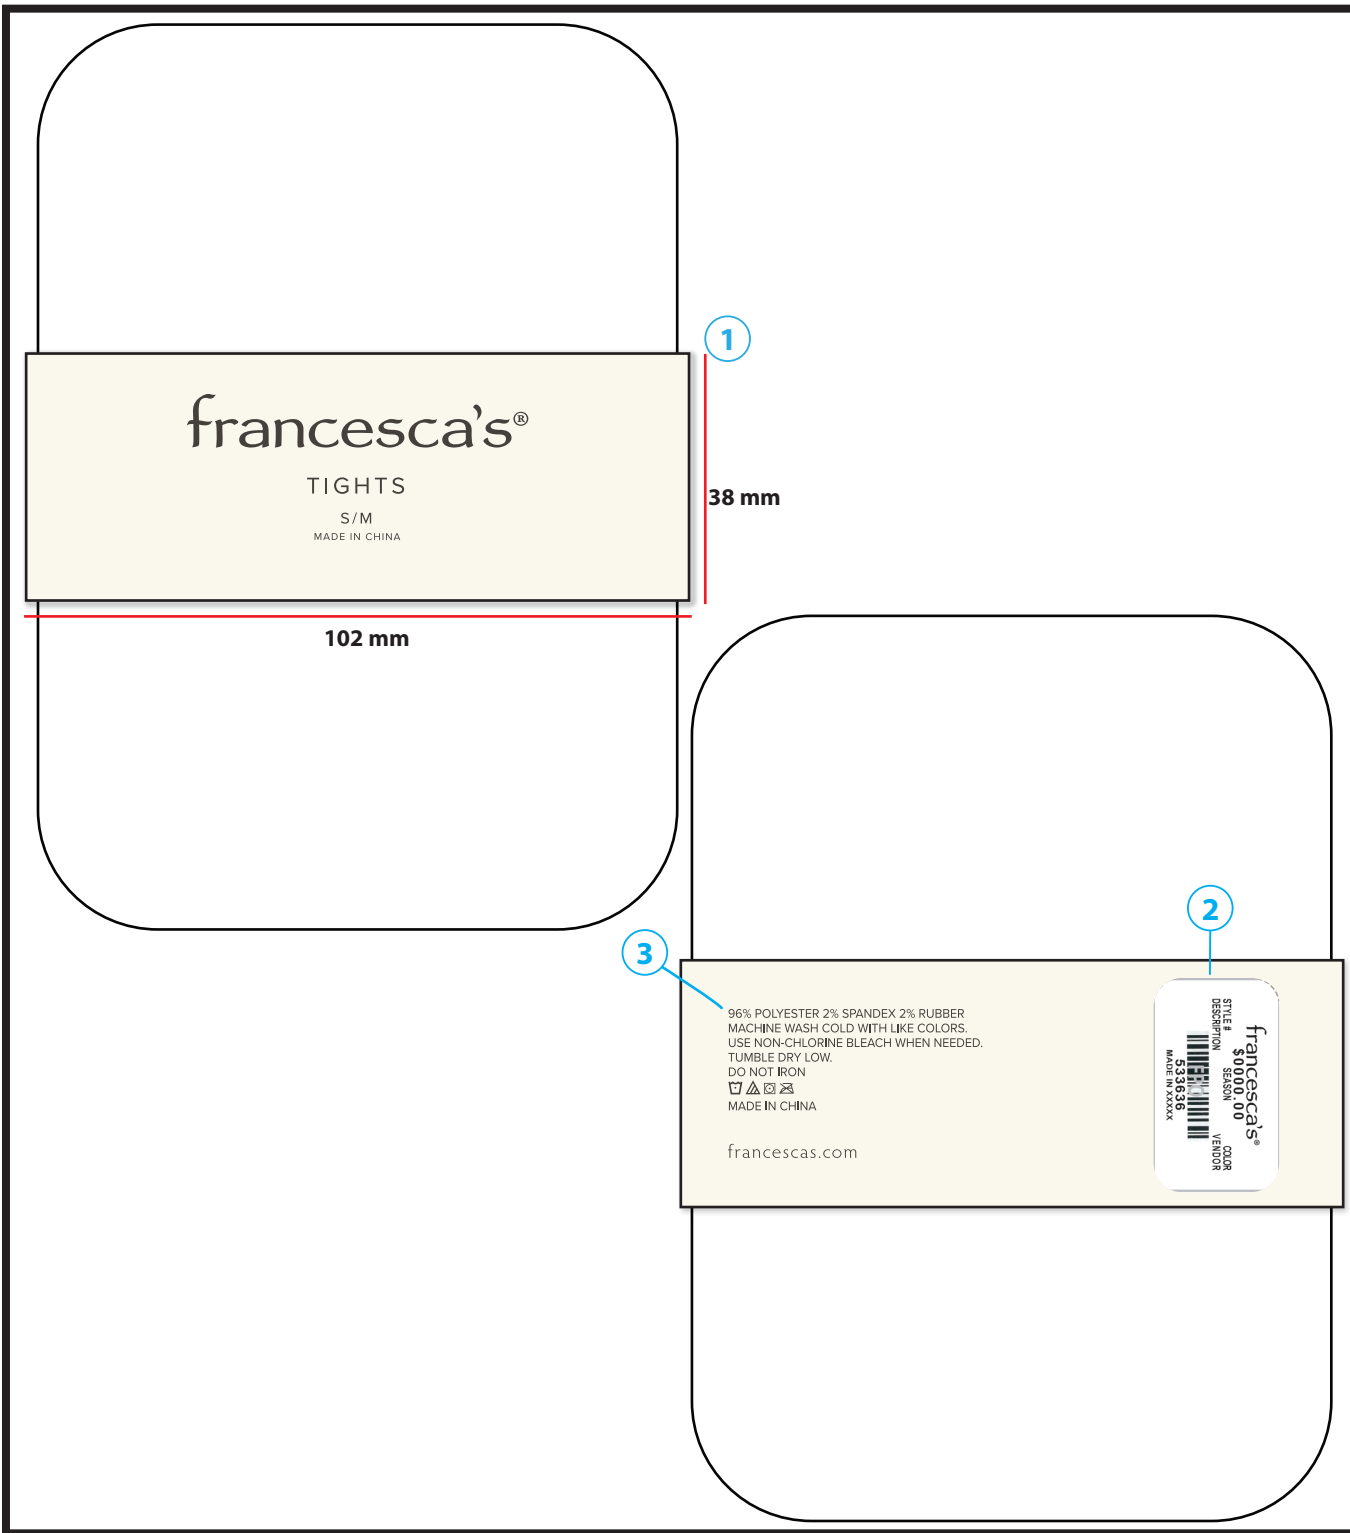 1
francesca's®
TIGHTS
S/M
MADE IN CHINA
38 mm
102 mm
2
3
96% POLYESTER 2% SPANDEX 2% RUBBER
MACHINE WASH COLD WITH LIKE COLORS.
USE NON-CHLORINE BLEACH WHEN NEEDED.
TUMBLE DRY LOW.
DO NOT IRON
MADE IN CHINA
francescas.com
francesca's®
$0000.00
STYLE # SEASON COLOR
DESCRIPTION VENDOR
533636
MADE IN XXXXX